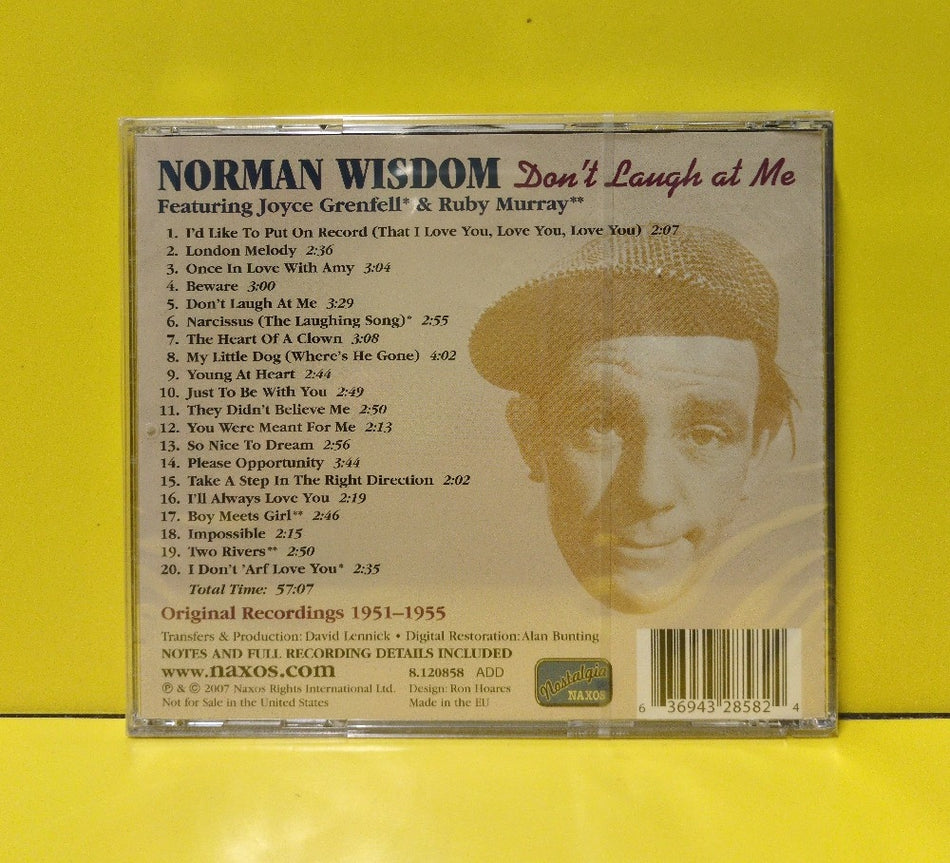 NORMAN WISDOM Don't Laugh at Me
Featuring Joyce Grenfell* & Ruby Murray**
1. I'd Like To Put On Record (That I Love You, Love You, Love You) 2:07
2. London Melody 2:36
3. Once In Love With Amy 3:04
4. Beware 3:00
5. Don't Laugh At Me 3:29
6. Narcissus (The Laughing Song)* 2:55
7. The Heart Of A Clown 3:08
8. My Little Dog (Where's He Gone) 4:02
9. Young At Heart 2:44
10. Just To Be With You 2:49
11. They Didn't Believe Me 2:50
12. You Were Meant For Me 2:13
13. So Nice To Dream 2:56
14. Please Opportunity 3:44
15. Take A Step In The Right Direction 2:02
16. I'll Always Love You 2:19
17. Boy Meets Girl** 2:46
18. Impossible 2:15
19. Two Rivers** 2:50
20. I Don't 'Arf Love You* 2:35
Total Time: 57:07
Original Recordings 1951–1955
Transfers & Production: David Lennick • Digital Restoration: Alan Bunting
NOTES AND FULL RECORDING DETAILS INCLUDED
www.naxos.com 8.120858 ADD
℗ & © 2007 Naxos Rights International Ltd. Design: Ron Hoares
Not for Sale in the United States Made in the EU
Nostalgia
NAXOS
6 36943 28582 4